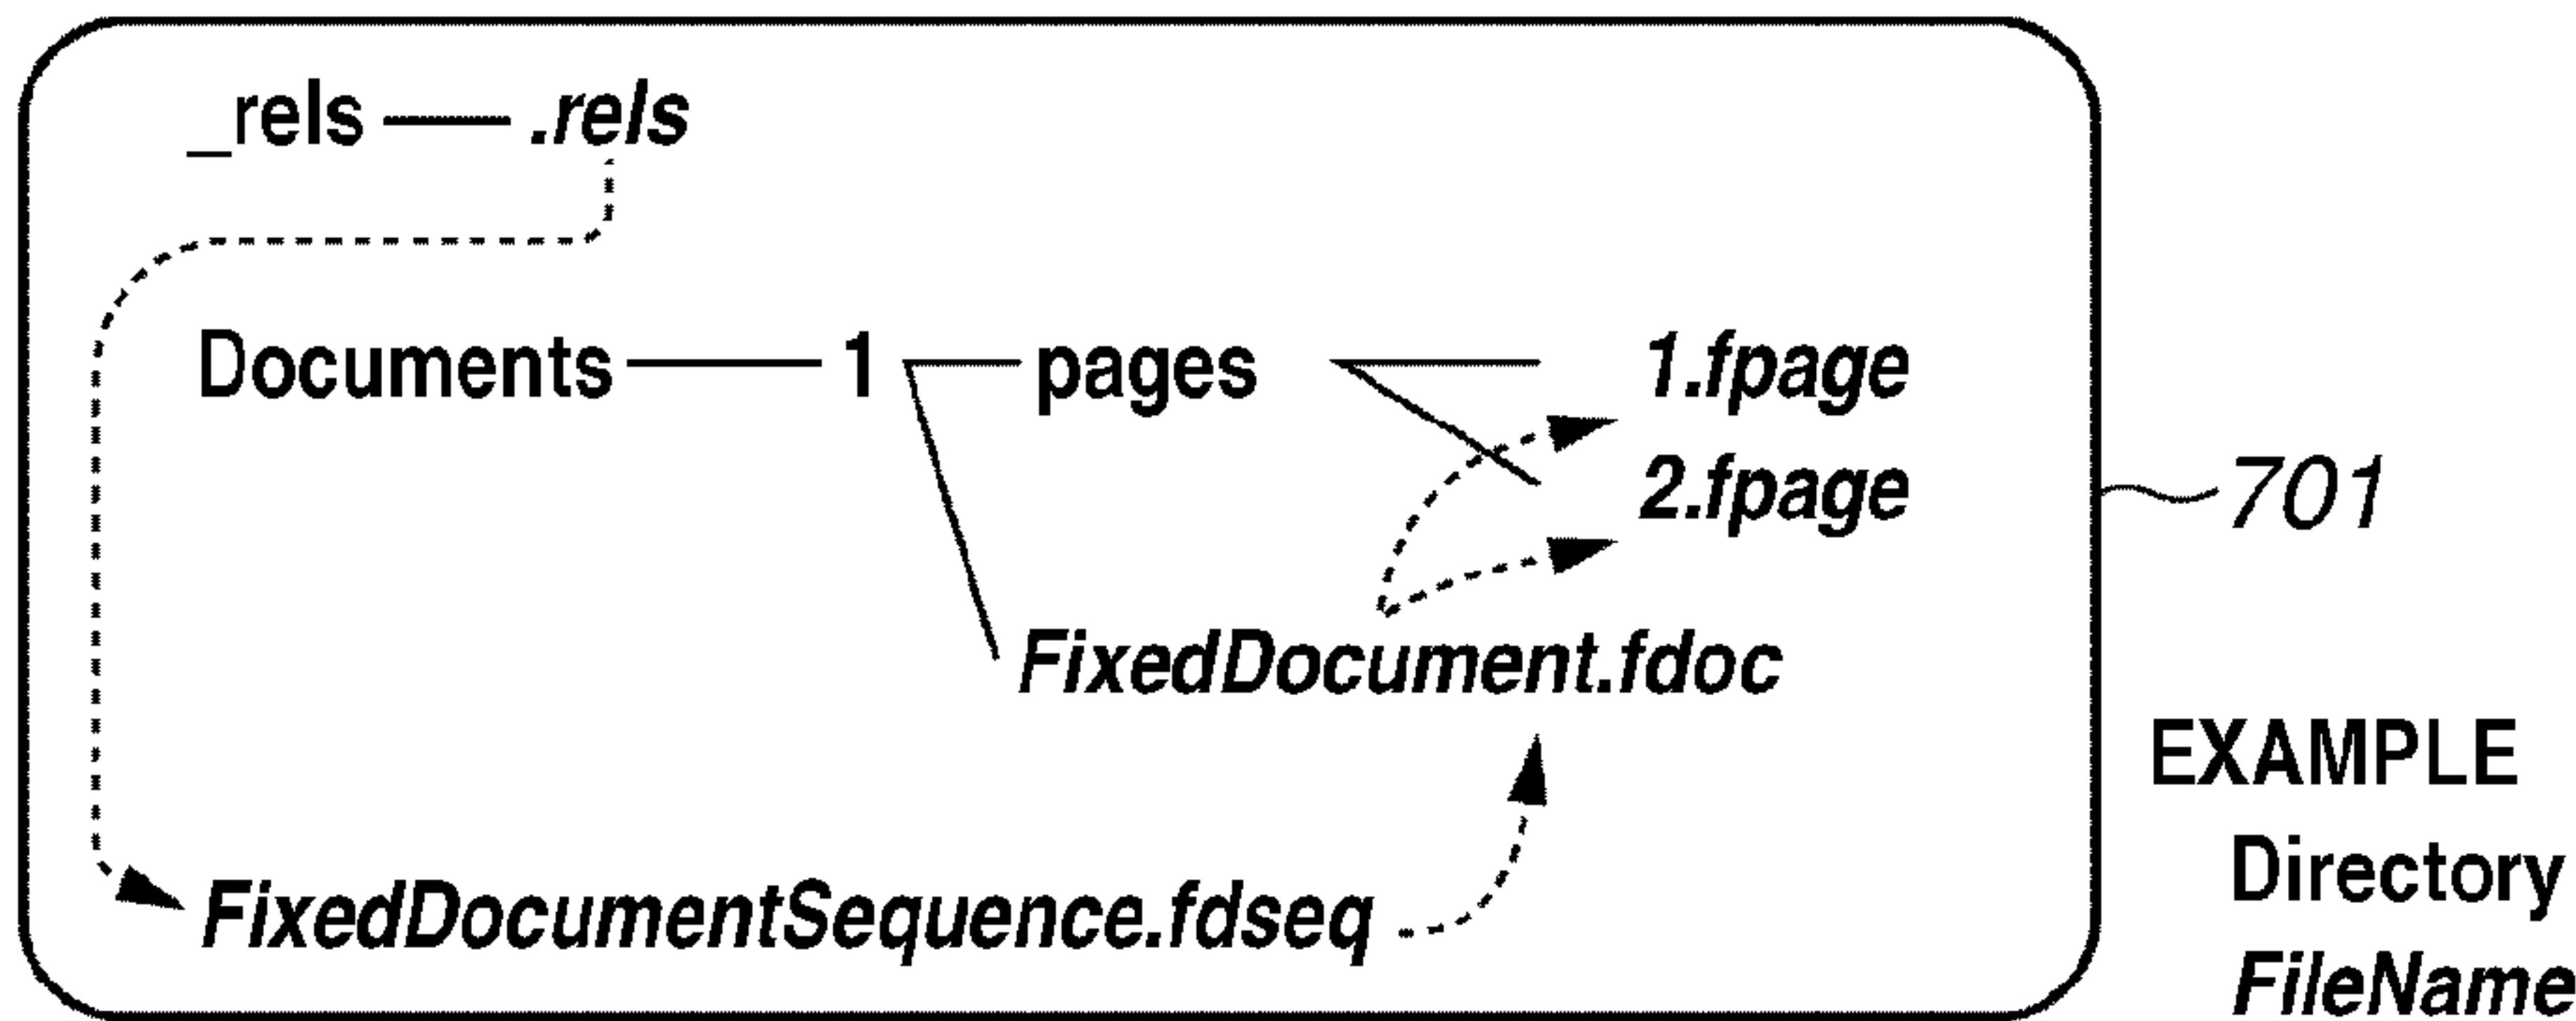 _rels .rels
Documents 1 pages 1.fpage
2.fpage
701
FixedDocument.fdoc
EXAMPLE
Directory
FixedDocumentSequence.fdseq
FileName